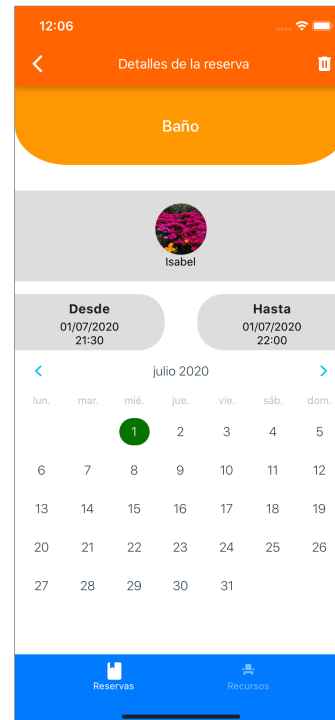 12:06
Detalles de la reserva
Baño
Isabel
Desde
01/07/2020
21:30
Hasta
01/07/2020
22:00
julio 2020
lun. mar. mié. jue. vie. sáb. dom.
1 2 3 4 5
6 7 8 9 10 11 12
13 14 15 16 17 18 19
20 21 22 23 24 25 26
27 28 29 30 31
Reservas
Recursos